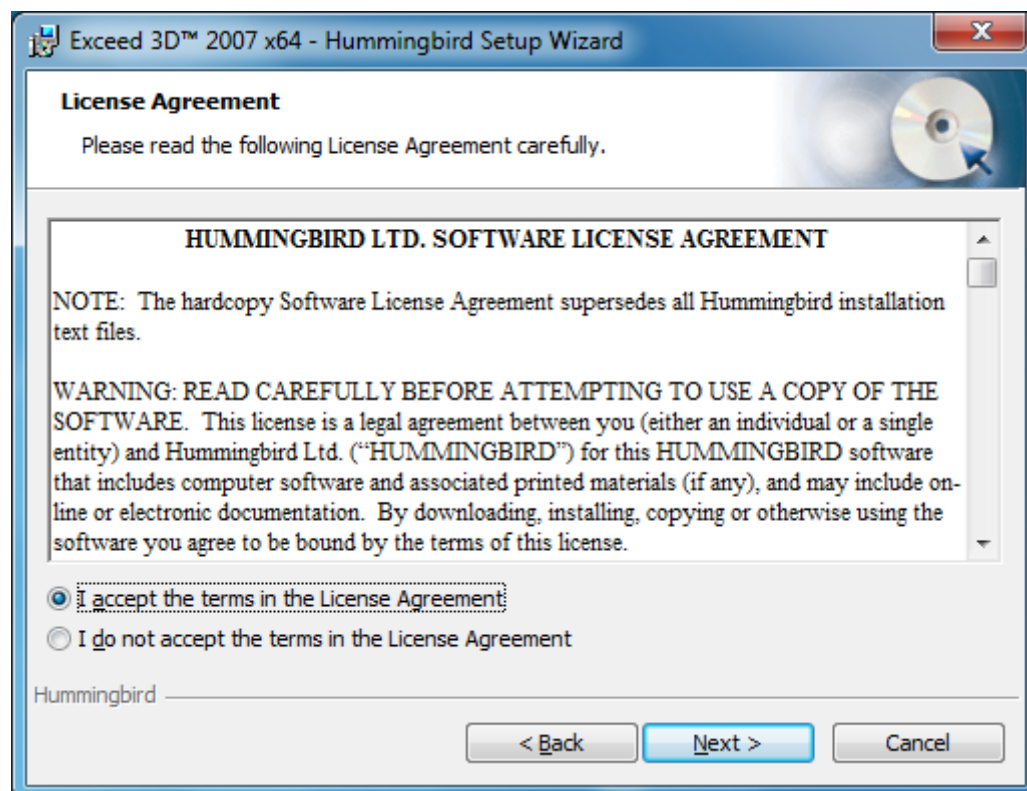 Exceed 3D™ 2007 x64 - Hummingbird Setup Wizard
License Agreement
Please read the following License Agreement carefully.
HUMMINGBIRD LTD. SOFTWARE LICENSE AGREEMENT
NOTE:  The hardcopy Software License Agreement supersedes all Hummingbird installation
text files.
WARNING: READ CAREFULLY BEFORE ATTEMPTING TO USE A COPY OF THE
SOFTWARE.  This license is a legal agreement between you (either an individual or a single
entity) and Hummingbird Ltd. (“HUMMINGBIRD”) for this HUMMINGBIRD software
that includes computer software and associated printed materials (if any), and may include on-
line or electronic documentation.  By downloading, installing, copying or otherwise using the
software you agree to be bound by the terms of this license.
I accept the terms in the License Agreement
I do not accept the terms in the License Agreement
Hummingbird
< Back
Next >
Cancel